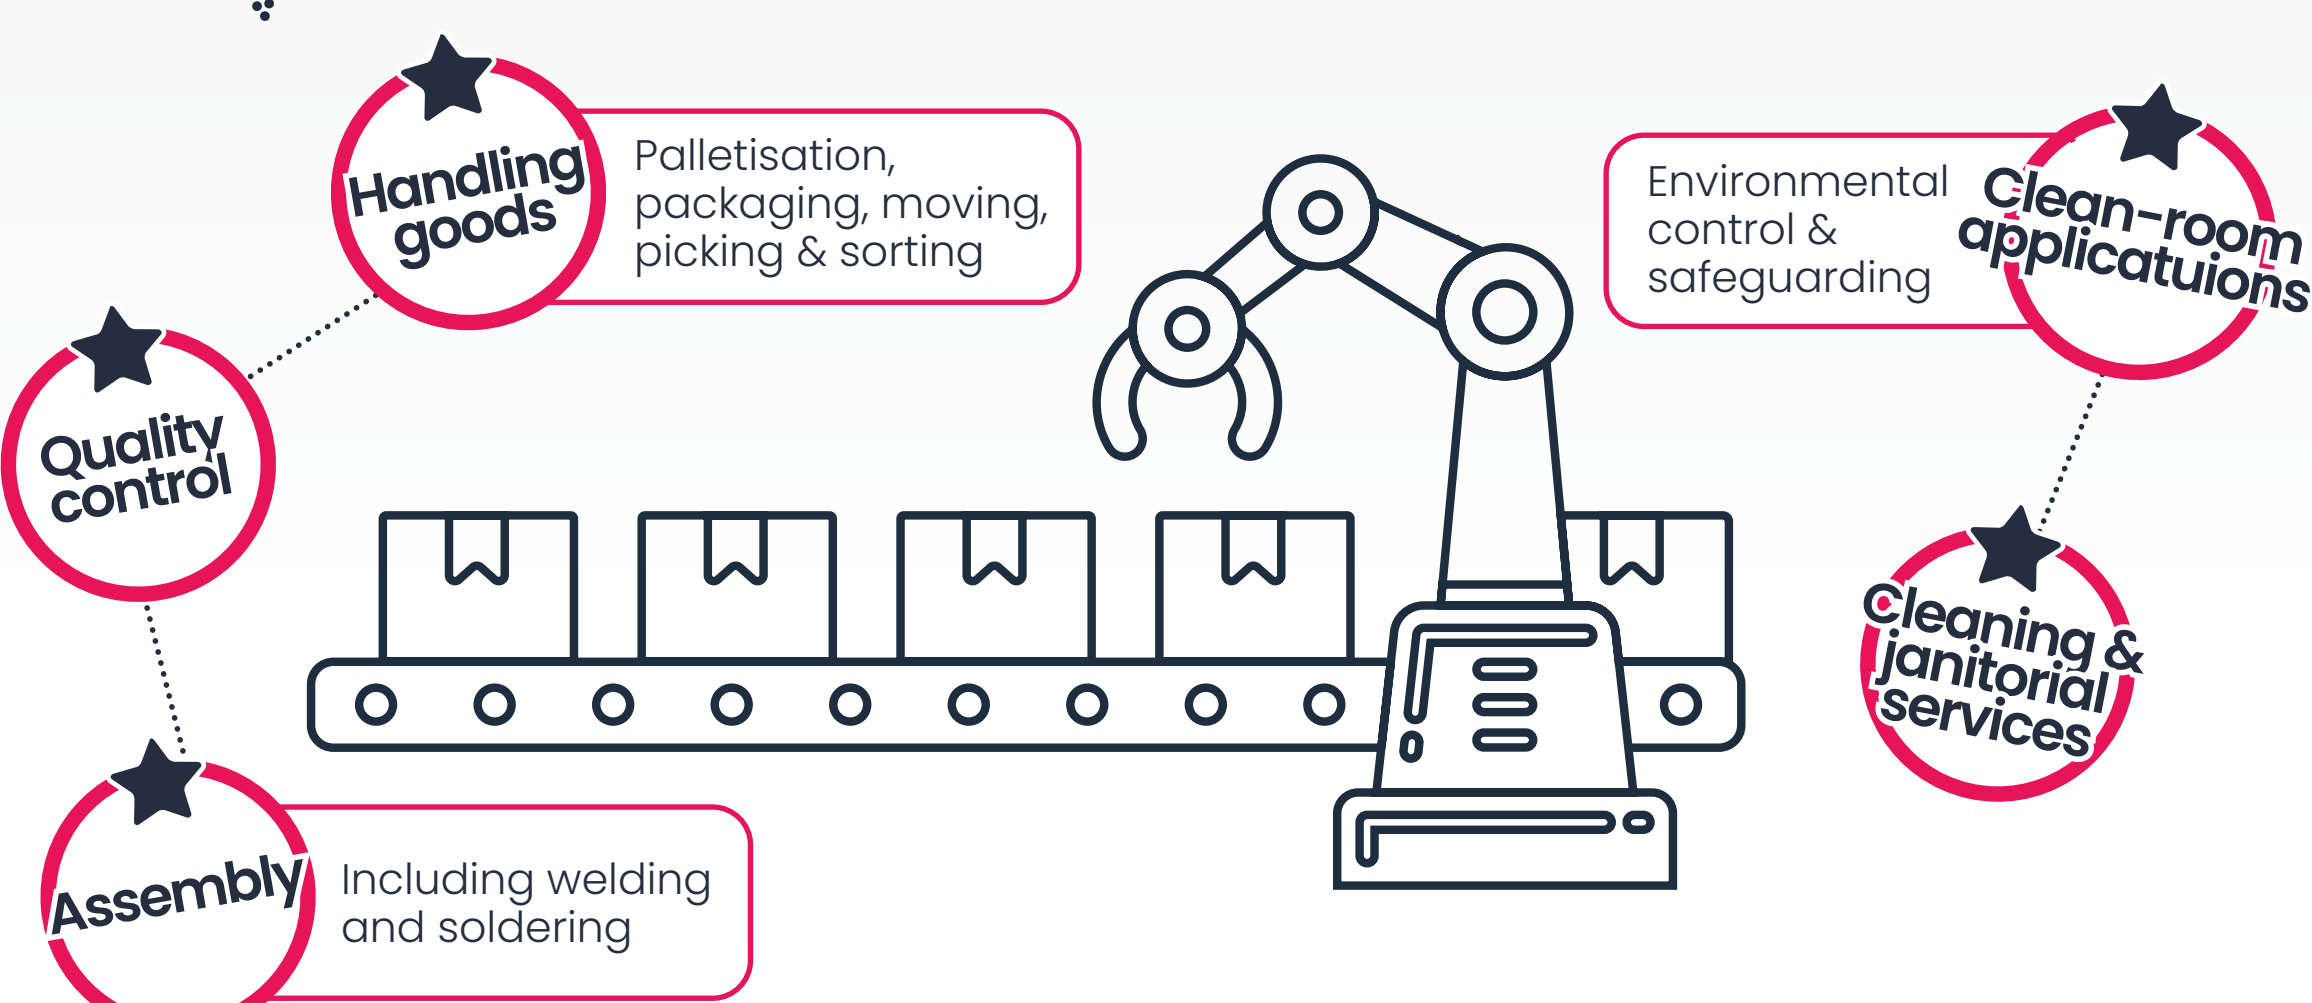 Handling
goods
Palletisation,
packaging, moving,
picking & sorting
Environmental
control &
safeguarding
Clean-room
applicatuions
Quality
control
Cleaning &
janitorial
services
Assembly
Including welding
and soldering